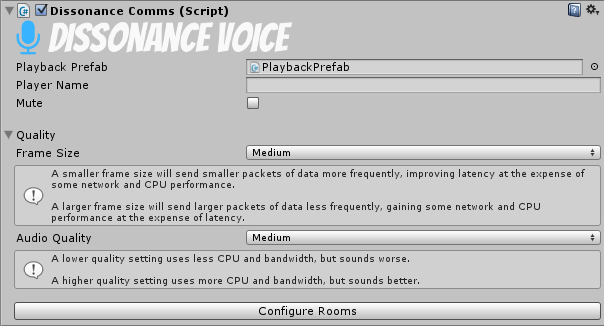 Dissonance Comms (Script)
DISSONANCE VOICE
Playback Prefab
PlaybackPrefab
Player Name
Mute
Quality
Frame Size
Medium
A smaller frame size will send smaller packets of data more frequently, improving latency at the expense of
some network and CPU performance.
A larger frame size will send larger packets of data less frequently, gaining some network and CPU
performance at the expense of latency.
Audio Quality
Medium
A lower quality setting uses less CPU and bandwidth, but sounds worse.
A higher quality setting uses more CPU and bandwidth, but sounds better.
Configure Rooms